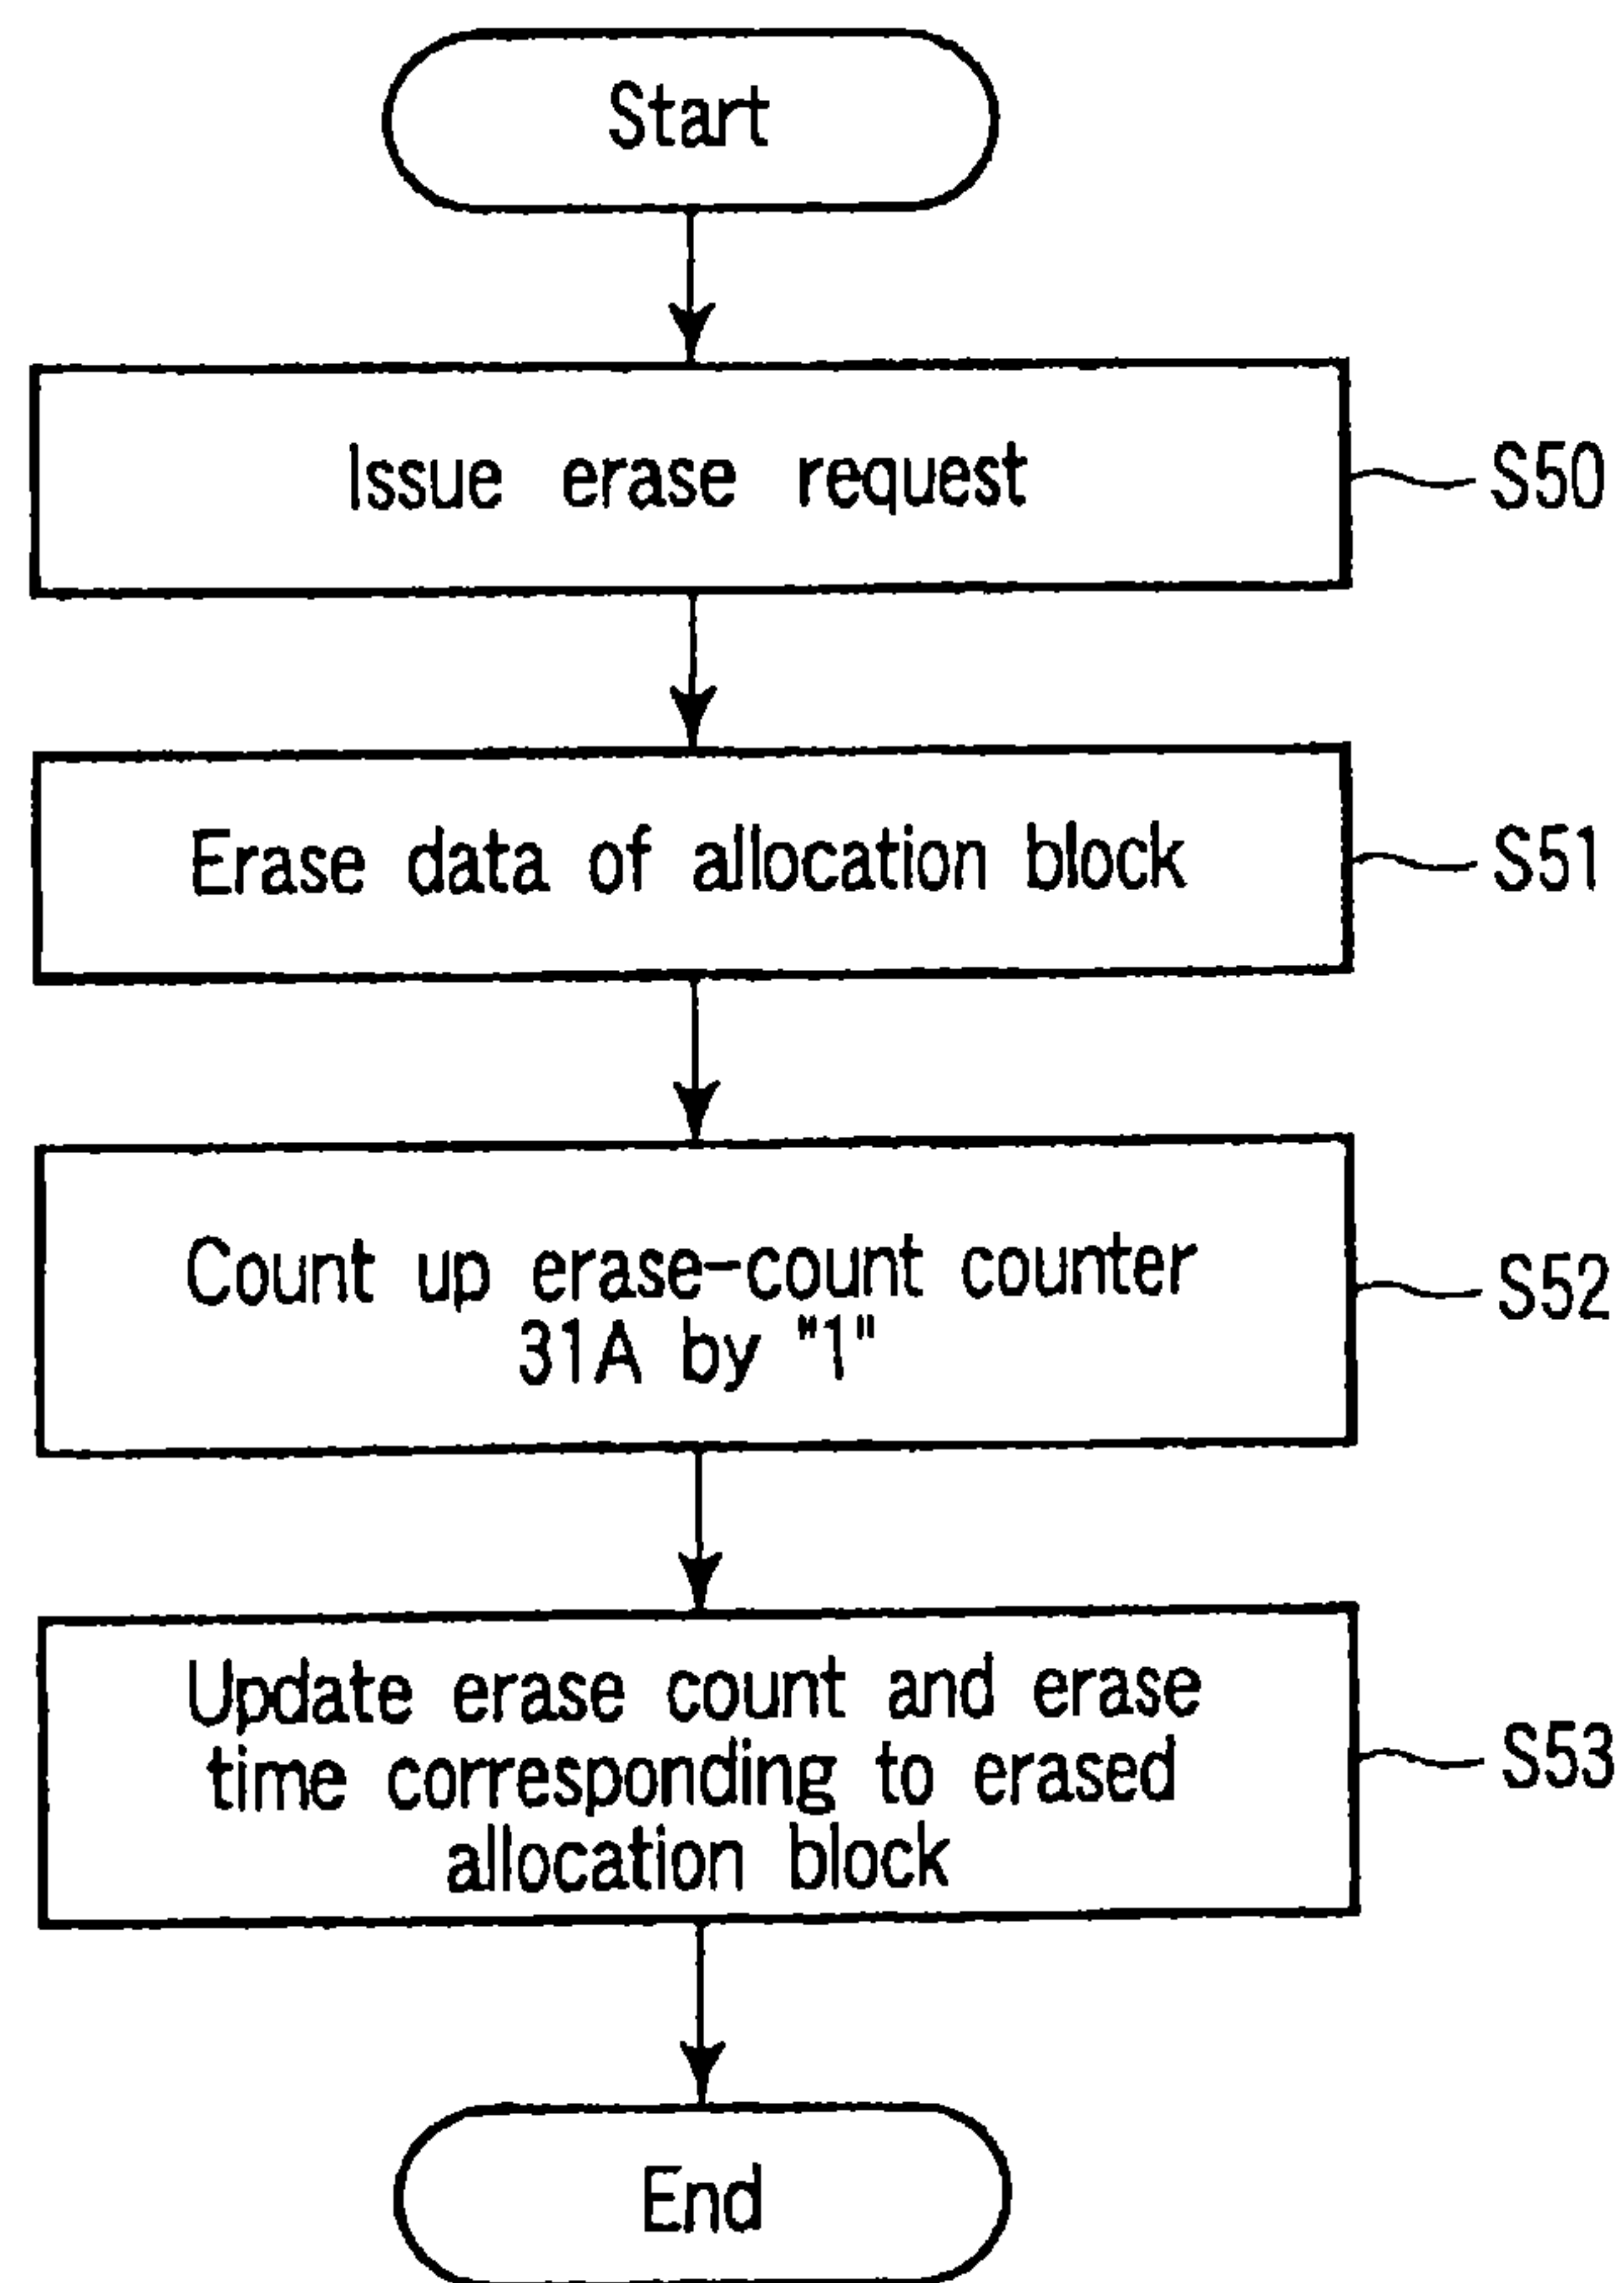 Start
Issue erase request
S50
Erase data of allocation block
S51
Count up erase-count counter
31A by "1"
S52
Update erase count and erase
time corresponding to erased
allocation block
S53
End